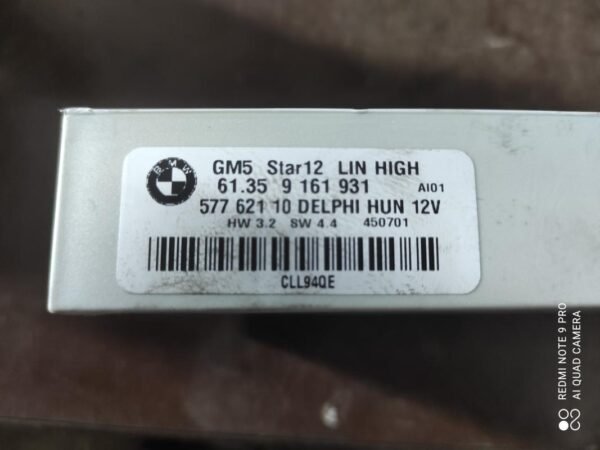 BMW
GM5 Star12 LIN HIGH
61.35 9 161 931 AI01
577 621 10 DELPHI HUN 12V
HW 3.2 SW 4.4 450701
CLL94QE
REDMI NOTE 9 PRO
AI QUAD CAMERA